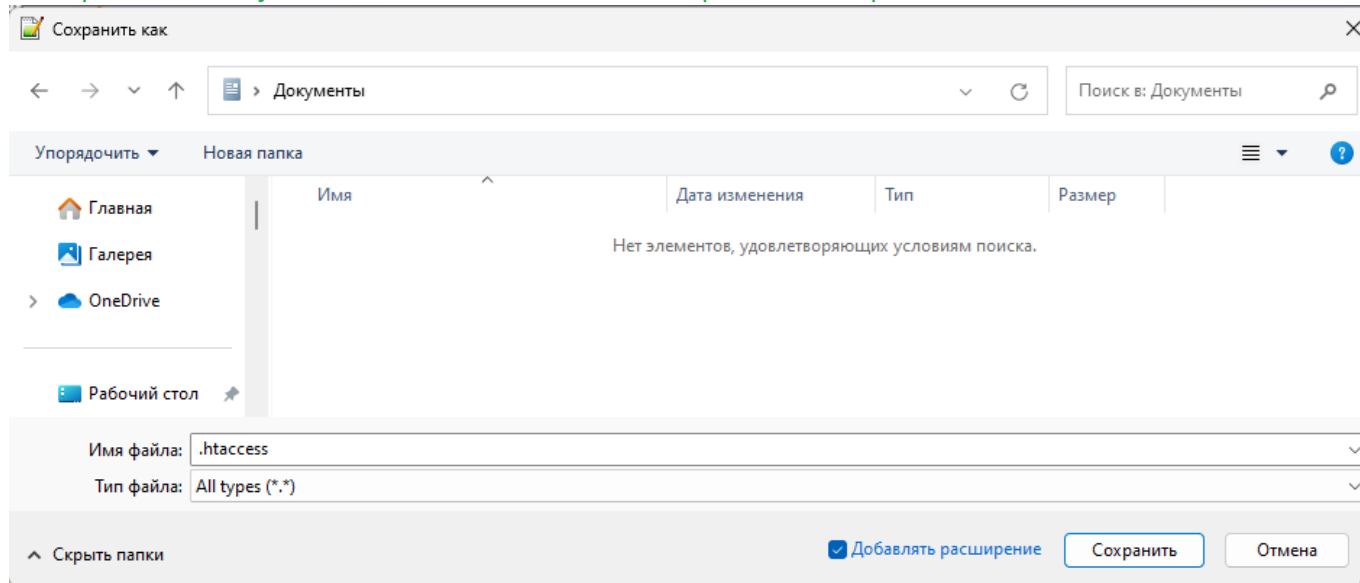 Сохранить как
Документы
Поиск в: Документы
Упорядочить
Новая папка
Имя
Дата изменения
Тип
Размер
Главная
Нет элементов, удовлетворяющих условиям поиска.
Галерея
OneDrive
Рабочий стол
Имя файла: .htaccess
Тип файла: All types (*.*)
Скрыть папки
Добавлять расширение
Сохранить
Отмена